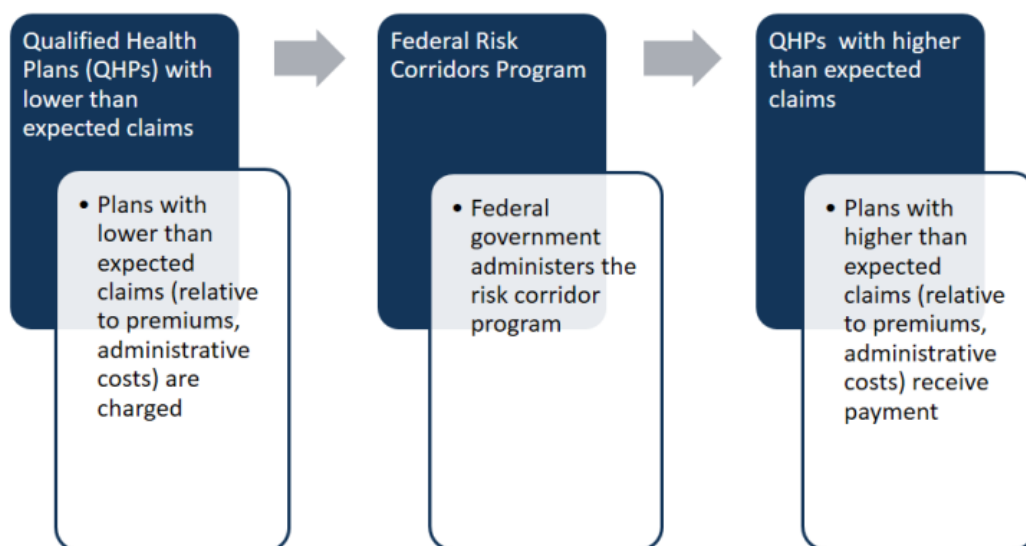 Qualified Health
Plans (QHPs) with
lower than
expected claims
• Plans with
lower than
expected
claims (relative
to premiums,
administrative
costs) are
charged
Federal Risk
Corridors Program
• Federal
government
administers the
risk corridor
program
QHPs with higher
than expected
claims
• Plans with
higher than
expected
claims (relative
to premiums,
administrative
costs) receive
payment